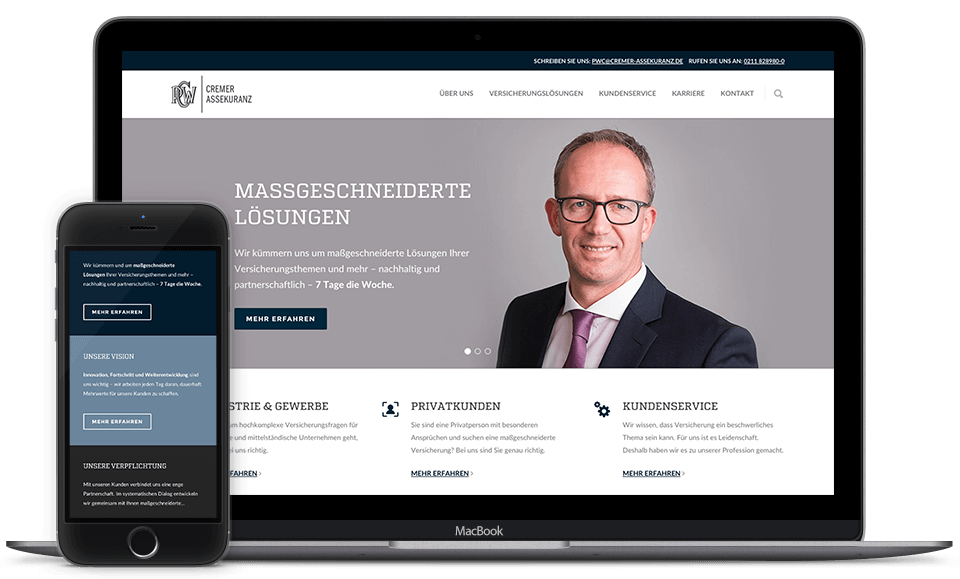 SCHREIBEN SIE UNS: PWC@CREMER-ASSEKURANZ.DE RUFEN SIE UNS AN: 0211 828980-0
PCW
CREMER
ASSEKURANZ
ÜBER UNS VERSICHERUNGSLÖSUNGEN KUNDENSERVICE KARRIERE KONTAKT
MASSGESCHNEIDERTE
LÖSUNGEN
Wir kümmern uns um maßgeschneiderte Lösungen Ihrer
Versicherungsthemen und mehr – nachhaltig und
partnerschaftlich – 7 Tage die Woche.
MEHR ERFAHREN
STRIE & GEWERBE
um hochkomplexe Versicherungsfragen für
e und mittelständische Unternehmen geht,
ei uns richtig.
FAHREN
PRIVATKUNDEN
Sie sind eine Privatperson mit besonderen
Ansprüchen und suchen eine maßgeschneiderte
Versicherung? Bei uns sind Sie genau richtig.
MEHR ERFAHREN
KUNDENSERVICE
Wir wissen, dass Versicherung ein beschwerliches
Thema sein kann. Für uns ist es Leidenschaft.
Deshalb haben wir es zu unserer Profession gemacht.
MEHR ERFAHREN
MacBook
Wir kümmern und um maßgeschneiderte
Lösungen Ihrer Versicherungsthemen und mehr –
nachhaltig und partnerschaftlich – 7 Tage die Woche.
MEHR ERFAHREN
UNSERE VISION
Innovation, Fortschritt und Weiterentwicklung sind
uns wichtig – wir arbeiten jeden Tag daran, dauerhaft
Mehrwerte für unsere Kunden zu schaffen.
MEHR ERFAHREN
UNSERE VERPFLICHTUNG
Mit unseren Kunden verbindet uns eine enge
Partnerschaft. Im systematischen Dialog entwickeln
wir gemeinsam mit Ihnen maßgeschneiderte...